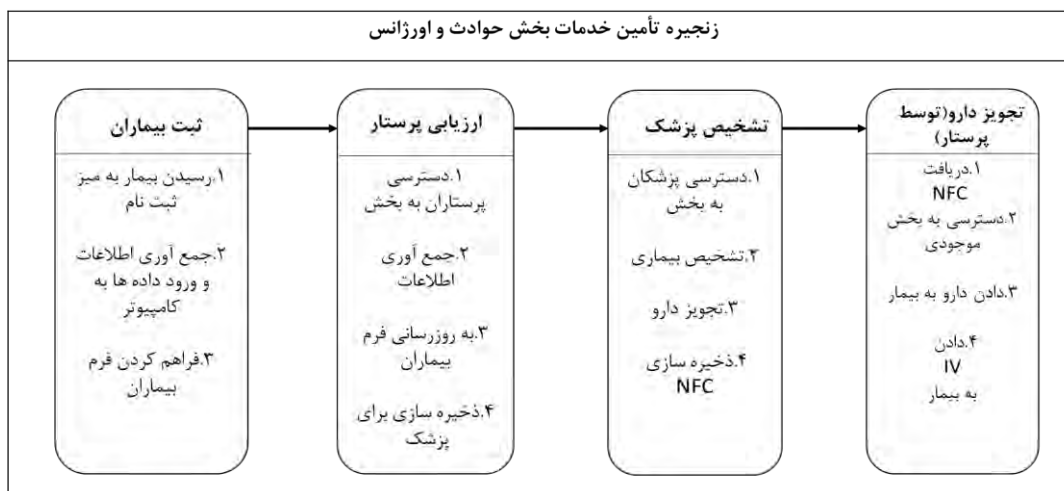 زنجیره تأمین خدمات بخش حوادث و اورژانس
ثبت بیماران
۱.رسیدن بیمار به میز
ثبت نام
۲.جمع آوری اطلاعات
و ورود داده ها به
کامپیوتر
۳.فراهم کردن فرم
بیماران
ارزیابی پرستار
۱.دسترسی
پرستاران به بخش
۲.جمع آوری
اطلاعات
۳.به روزرسانی فرم
بیماران
۴.ذخیره سازی برای
پزشک
تشخیص پزشک
۱.دسترسی پزشکان
به بخش
۲.تشخیص بیماری
۳.تجویز دارو
۴.ذخیره سازی
NFC
تجویز دارو(توسط
پرستار)
۱.دریافت
NFC
۲.دسترسی به بخش
موجودی
۳.دادن دارو به بیمار
۴.دادن
IV
به بیمار